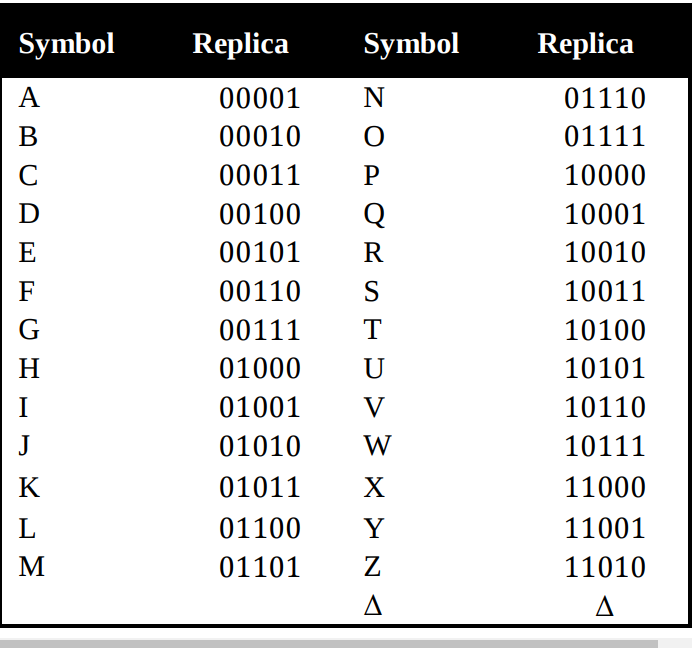 Symbol Replica Symbol Replica
A 00001 N 01110
B 00010 O 01111
C 00011 P 10000
D 00100 Q 10001
E 00101 R 10010
F 00110 S 10011
G 00111 T 10100
H 01000 U 10101
I 01001 V 10110
J 01010 W 10111
K 01011 X 11000
L 01100 Y 11001
M 01101 Z 11010
Δ Δ